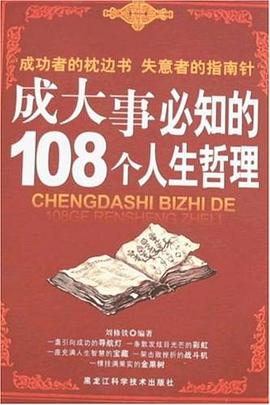 成功者的枕边书 失意者的指南针
成大事必知的
108个人生哲理
CHENGDASHI BIZHI DE
108GE RENSHENG ZHELI
刘修铁◎编著
一盏引向成功的导航灯 一条散发炫目光芒的彩虹
一座充满人生智慧的宝藏 一架击败挫折的战斗机
一棵挂满果实的金果树
黑龙江科学技术出版社